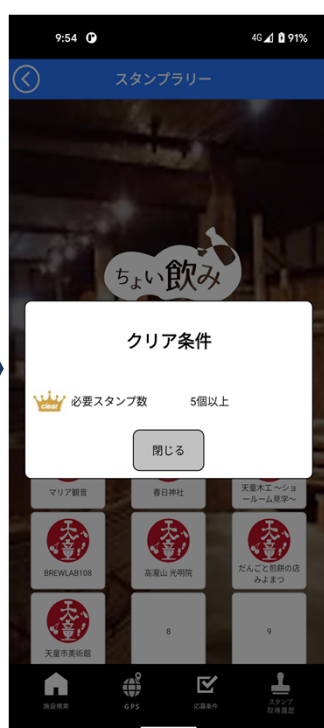 9:54
4G 91%
スタンプラリー
ちょい飲み
クリア条件
clear 必要スタンプ数 5個以上
閉じる
マリア観音 春日神社 天童木工～ショ
ールーム見学～
天童 天童 天童
BREWLAB108 高瀧山 光明院 だんごと煎餅の店
みよまつ
天童
天童市美術館 8 9
施設検索 GPS 応募条件 スタンプ
取得履歴